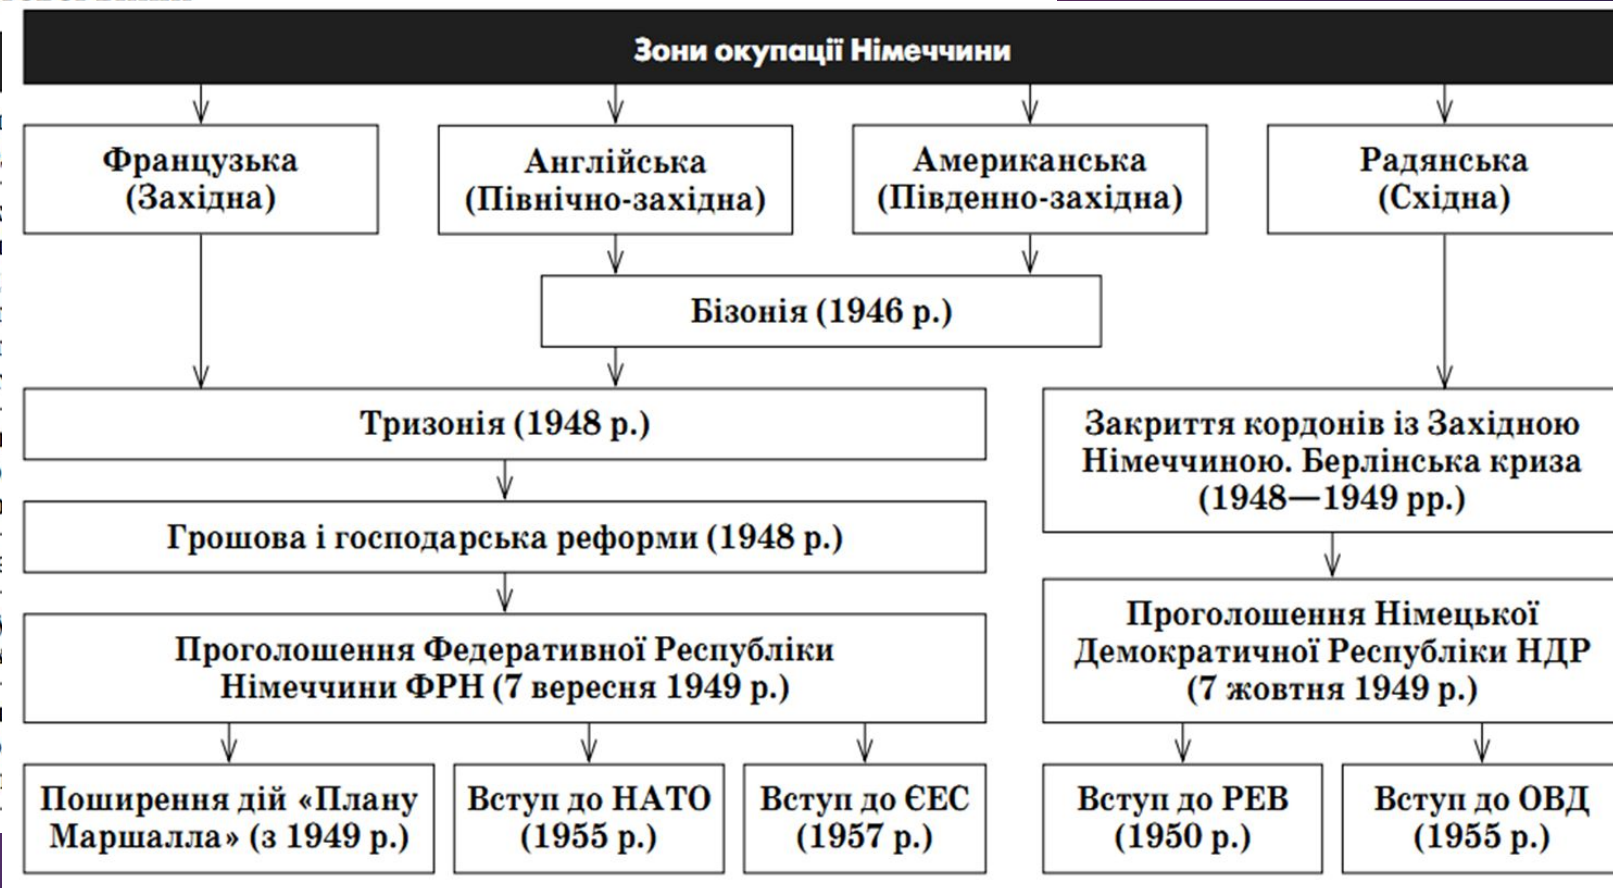 Зони окупації Німеччини
Французька
(Західна)
Англійська
(Північно-західна)
Американська
(Південно-західна)
Радянська
(Східна)
Бізонія (1946 р.)
Тризонія (1948 р.)
Закриття кордонів із Західною
Німеччиною. Берлінська криза
(1948—1949 рр.)
Грошова і господарська реформи (1948 р.)
Проголошення Федеративної Республіки
Німеччини ФРН (7 вересня 1949 р.)
Проголошення Німецької
Демократичної Республіки НДР
(7 жовтня 1949 р.)
Поширення дій «Плану
Маршалла» (з 1949 р.)
Вступ до НАТО
(1955 р.)
Вступ до ЄЕС
(1957 р.)
Вступ до РЕВ
(1950 р.)
Вступ до ОВД
(1955 р.)